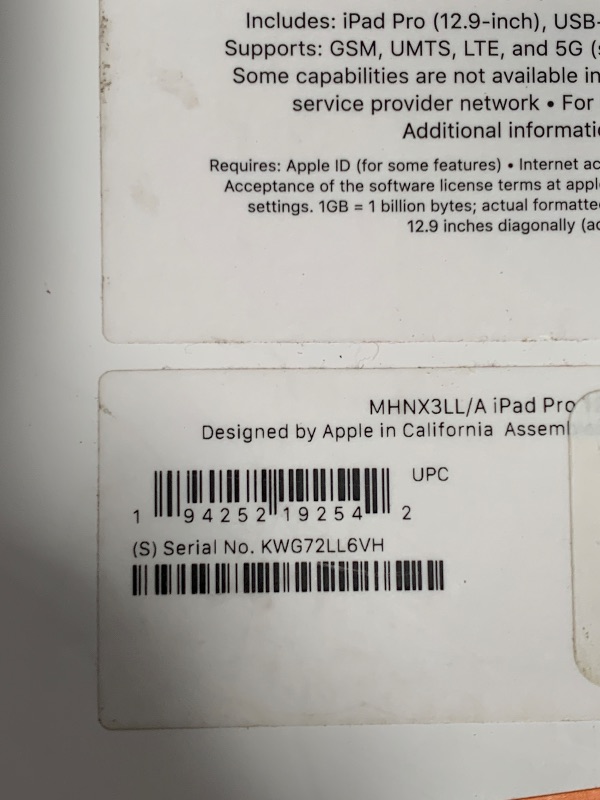 Includes: iPad Pro (12.9-inch), USB-
Supports: GSM, UMTS, LTE, and 5G (
Some capabilities are not available in
service provider network • For
Additional informatio
Requires: Apple ID (for some features) • Internet ac
Acceptance of the software license terms at appl
settings. 1GB = 1 billion bytes; actual formatte
12.9 inches diagonally (ac
MHNX3LL/A iPad Pro
Designed by Apple in California Assembl
UPC
1 94252 19254 2
(S) Serial No. KWG72LL6VH